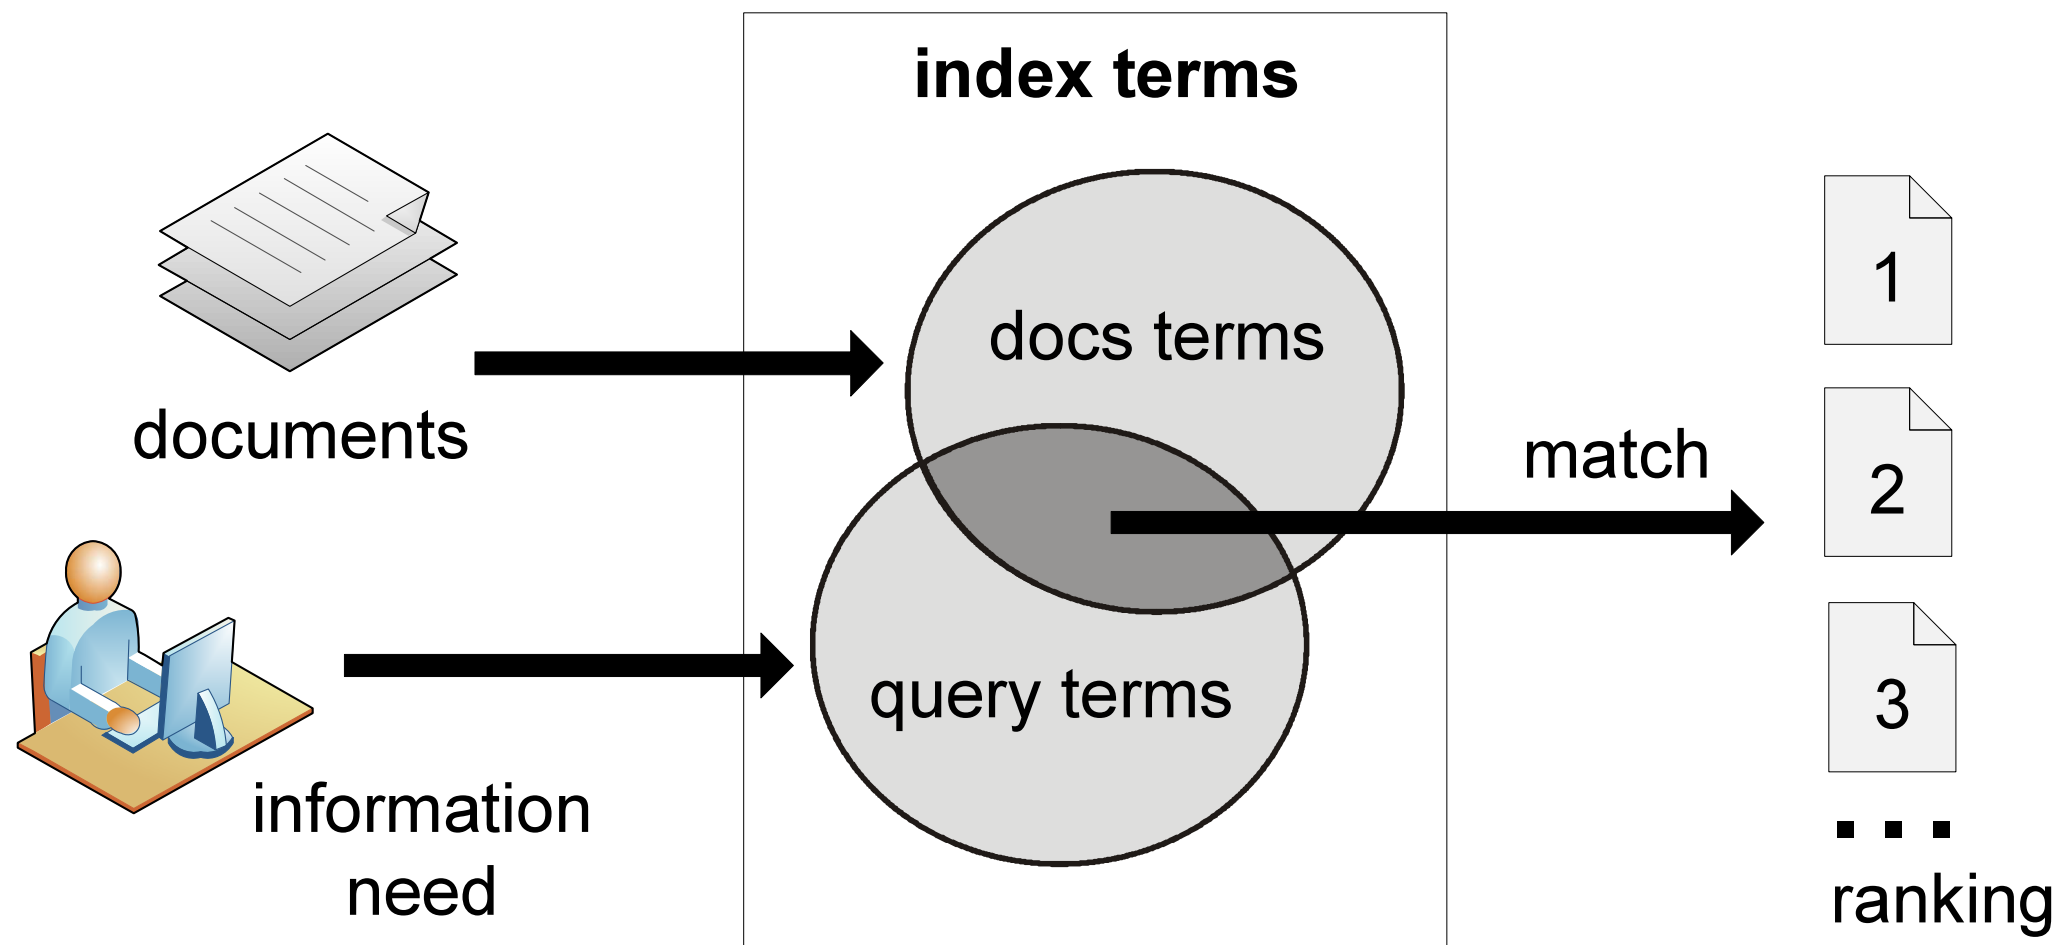 index terms
documents
docs terms
match
query terms
information
need
1
2
3
...
ranking